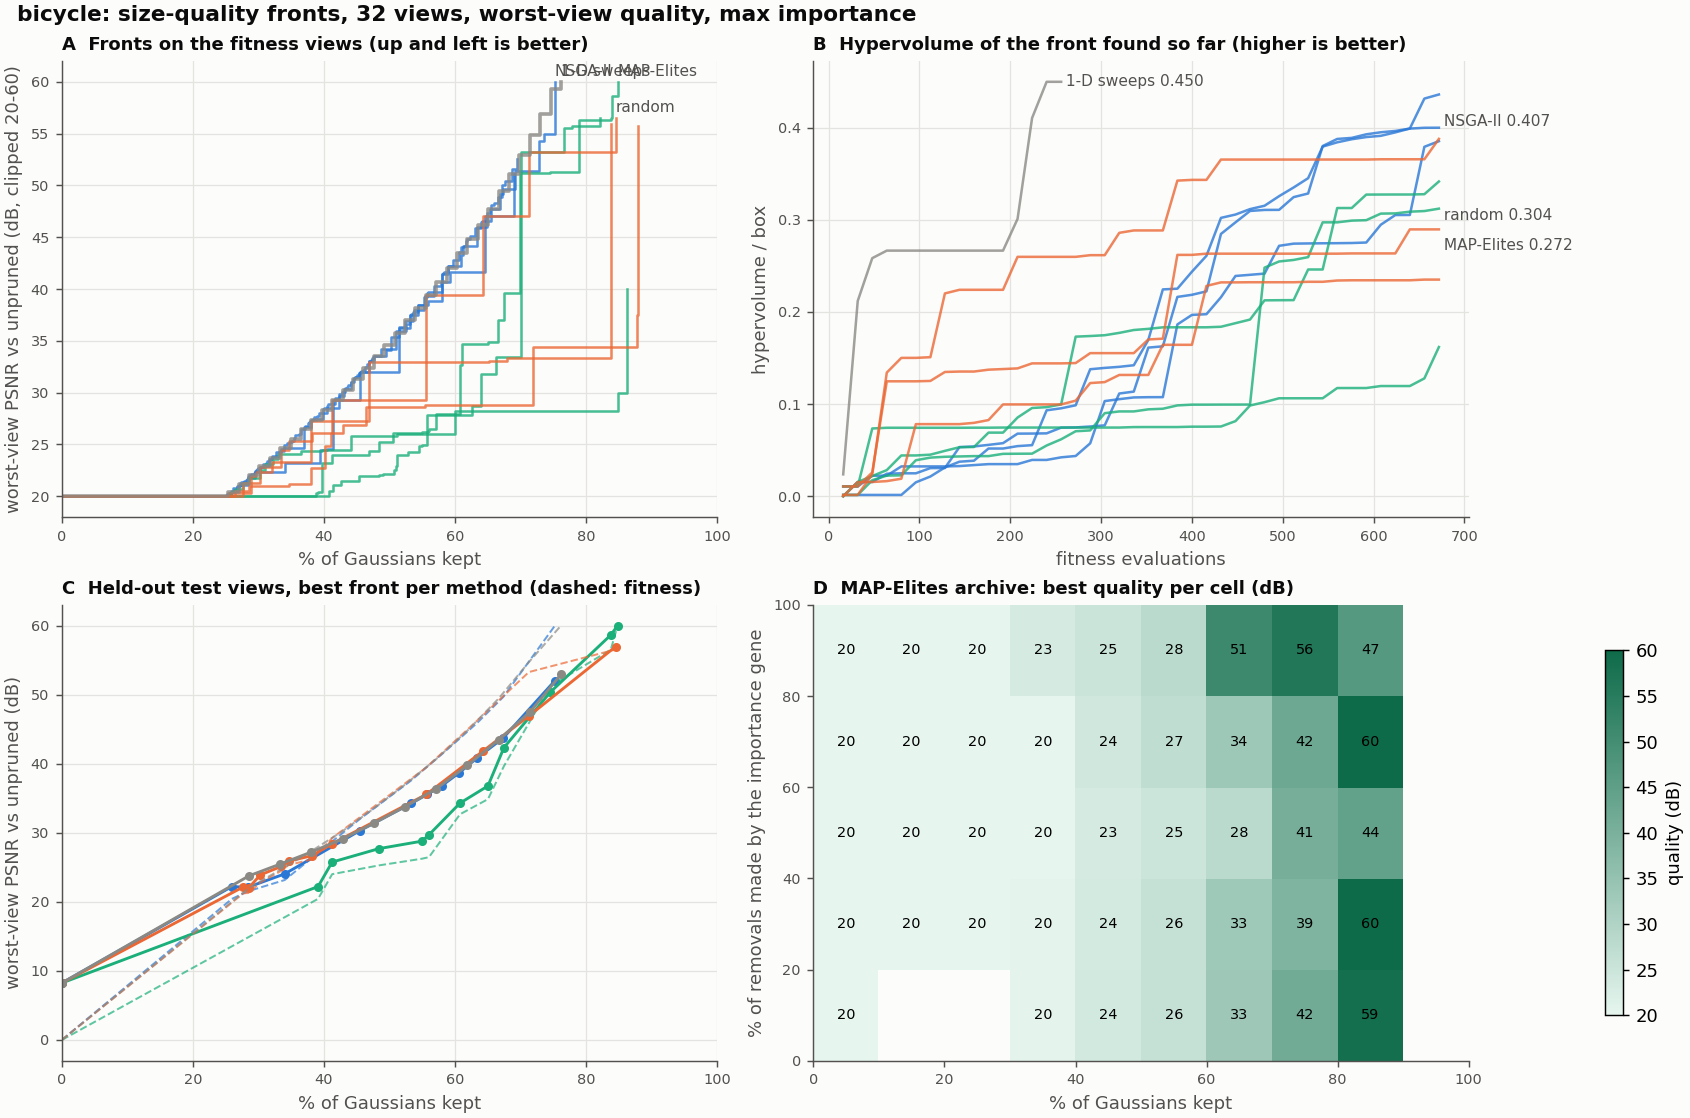 bicycle: size-quality fronts, 32 views, worst-view quality, max importance
A Fronts on the fitness views (up and left is better)
worst-view PSNR vs unpruned (dB, clipped 20-60)
60
55
50
45
40
35
30
25
20
NSGA-II
1-D sweeps
MAP-Elites
random
0 20 40 60 80 100
% of Gaussians kept
B Hypervolume of the front found so far (higher is better)
hypervolume / box
0.4
0.3
0.2
0.1
0.0
1-D sweeps 0.450
NSGA-II 0.407
random 0.304
MAP-Elites 0.272
0 100 200 300 400 500 600 700
fitness evaluations
C Held-out test views, best front per method (dashed: fitness)
worst-view PSNR vs unpruned (dB)
60
50
40
30
20
10
0
0 20 40 60 80 100
% of Gaussians kept
D MAP-Elites archive: best quality per cell (dB)
% of removals made by the importance gene
100
80
60
40
20
0
20 20 20 23 25 28 51 56 47
20 20 20 20 24 27 34 42 60
20 20 20 20 23 25 28 41 44
20 20 20 20 24 26 33 39 60
20 20 24 26 33 42 59
0 20 40 60 80 100
% of Gaussians kept
60
55
50
45
40
35
30
25
20
quality (dB)